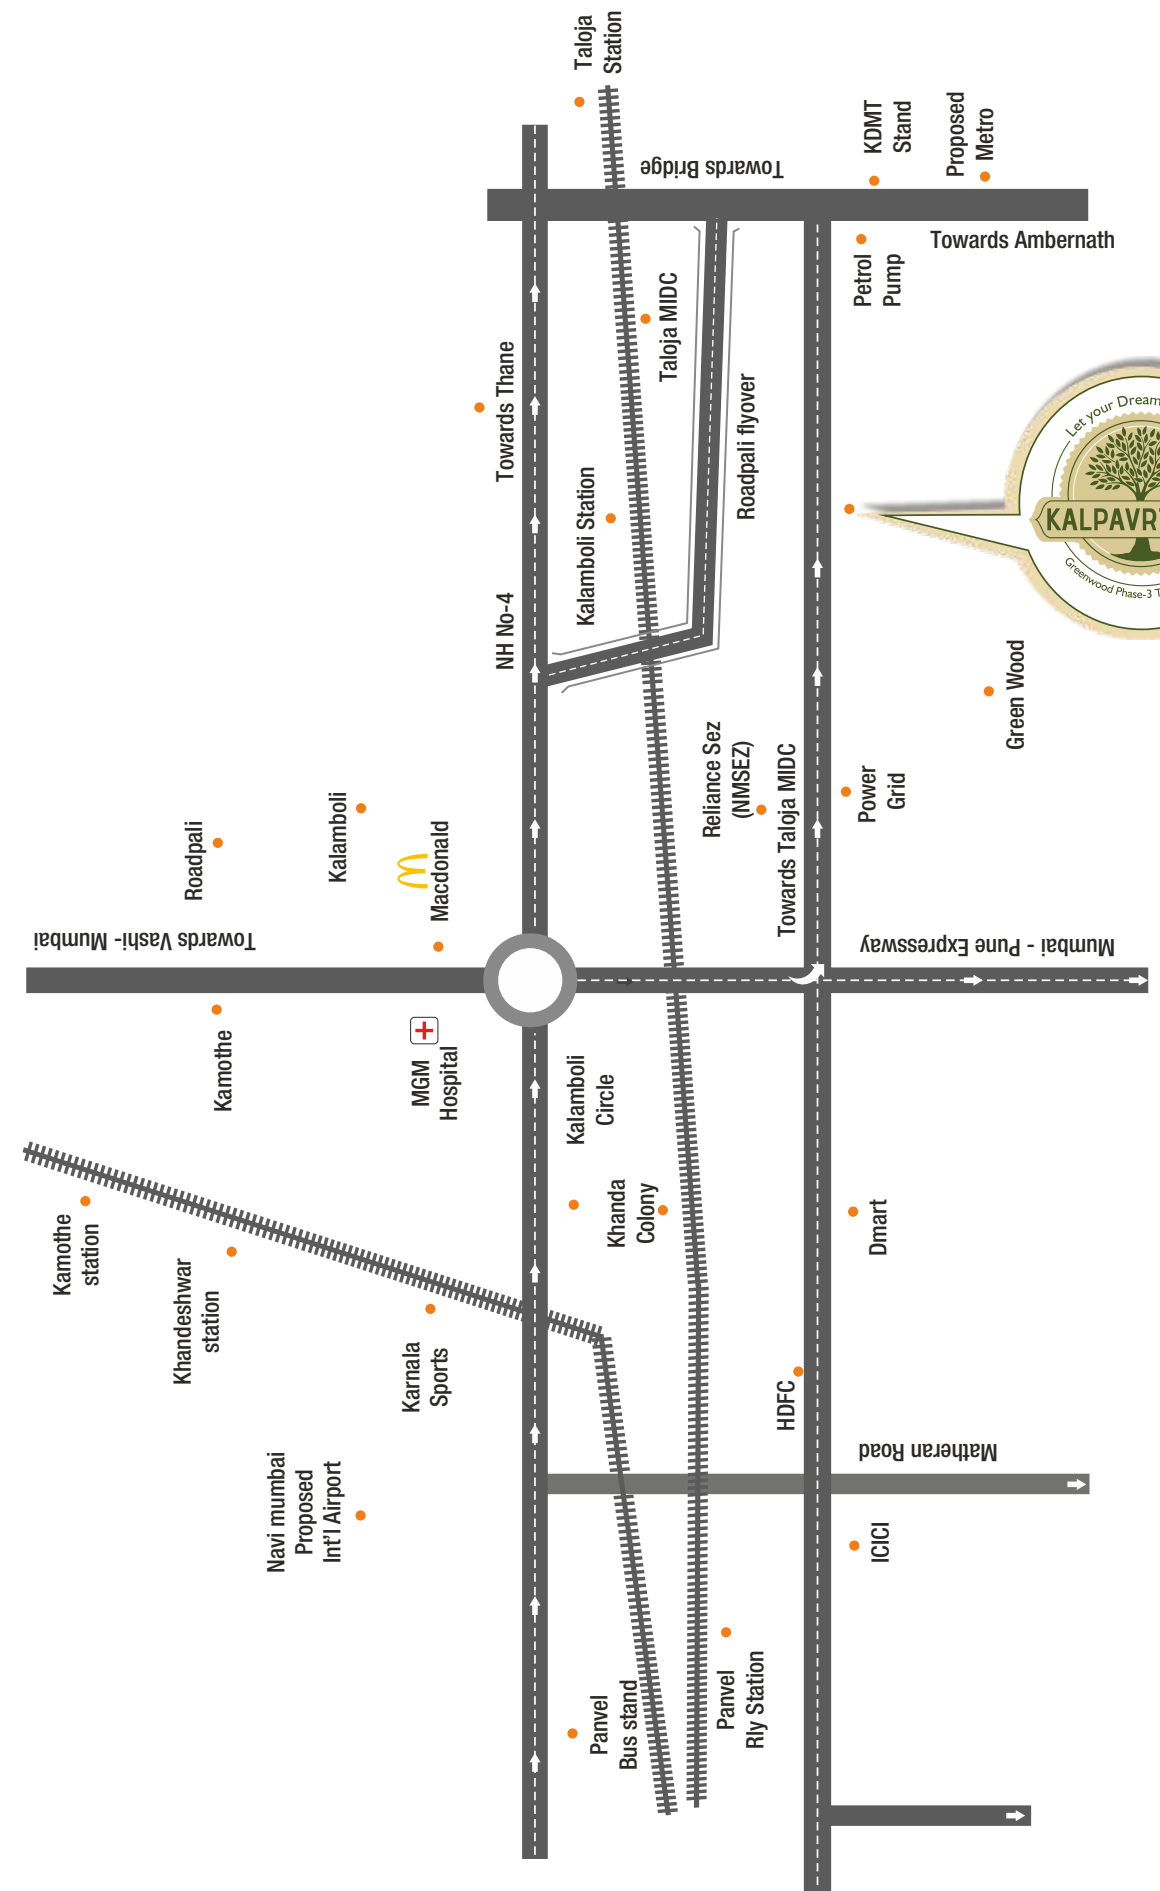 Taloja
Station
KDMT
Stand
Proposed
Metro
Towards Bridge
Towards Ambernath
Petrol
Pump
Taloja MIDC
Towards Thane
Roadpali flyover
Kalamboli Station
NH No-4
Let your Dream
KALPAVR
Greenwood Phase-3 T
Green Wood
Reliance Sez
(NMSEZ)
Towards Taloja MIDC
Power
Grid
Roadpali
Kalamboli
Macdonald
Towards Vashi- Mumbai
Mumbai - Pune Expressway
Kamothe
MGM
Hospital
Kalamboli
Circle
Khanda
Colony
Dmart
Kamothe
station
Khandeshwar
station
Karnala
Sports
HDFC
Matheran Road
Navi mumbai
Proposed
Int'l Airport
ICICI
Panvel
Bus stand
Panvel
Rly Station